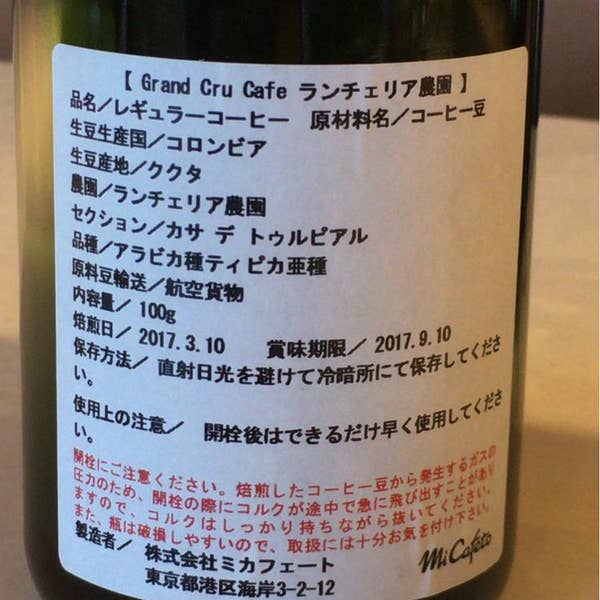 【 Grand Cru Cafe ランチェリア農園 】
品名／レギュラーコーヒー　原材料名／コーヒー豆
生豆生産国／コロンビア
生豆産地／ククタ
農園／ランチェリア農園
セクション／カサ デ トゥルピアル
品種／アラビカ種ティピカ亜種
原料豆輸送／航空貨物
内容量／ 100g
焙煎日／ 2017.3.10　賞味期限／ 2017.9.10
保存方法／ 直射日光を避けて冷暗所にて保存してくださ
い。
使用上の注意／　開栓後はできるだけ早く使用してくださ
い。
開栓にご注意ください。焙煎したコーヒー豆から発生するガスの
圧力のため、開栓の際にコルクが途中で急に飛び出すことがあり
ますので、コルクはしっかり持ちながら抜いてください。
また、瓶は破損しやすいので、取扱には十分お気を付け下さい。
製造者／　株式会社ミカフェート
東京都港区海岸3-2-12
Mi Cafeto